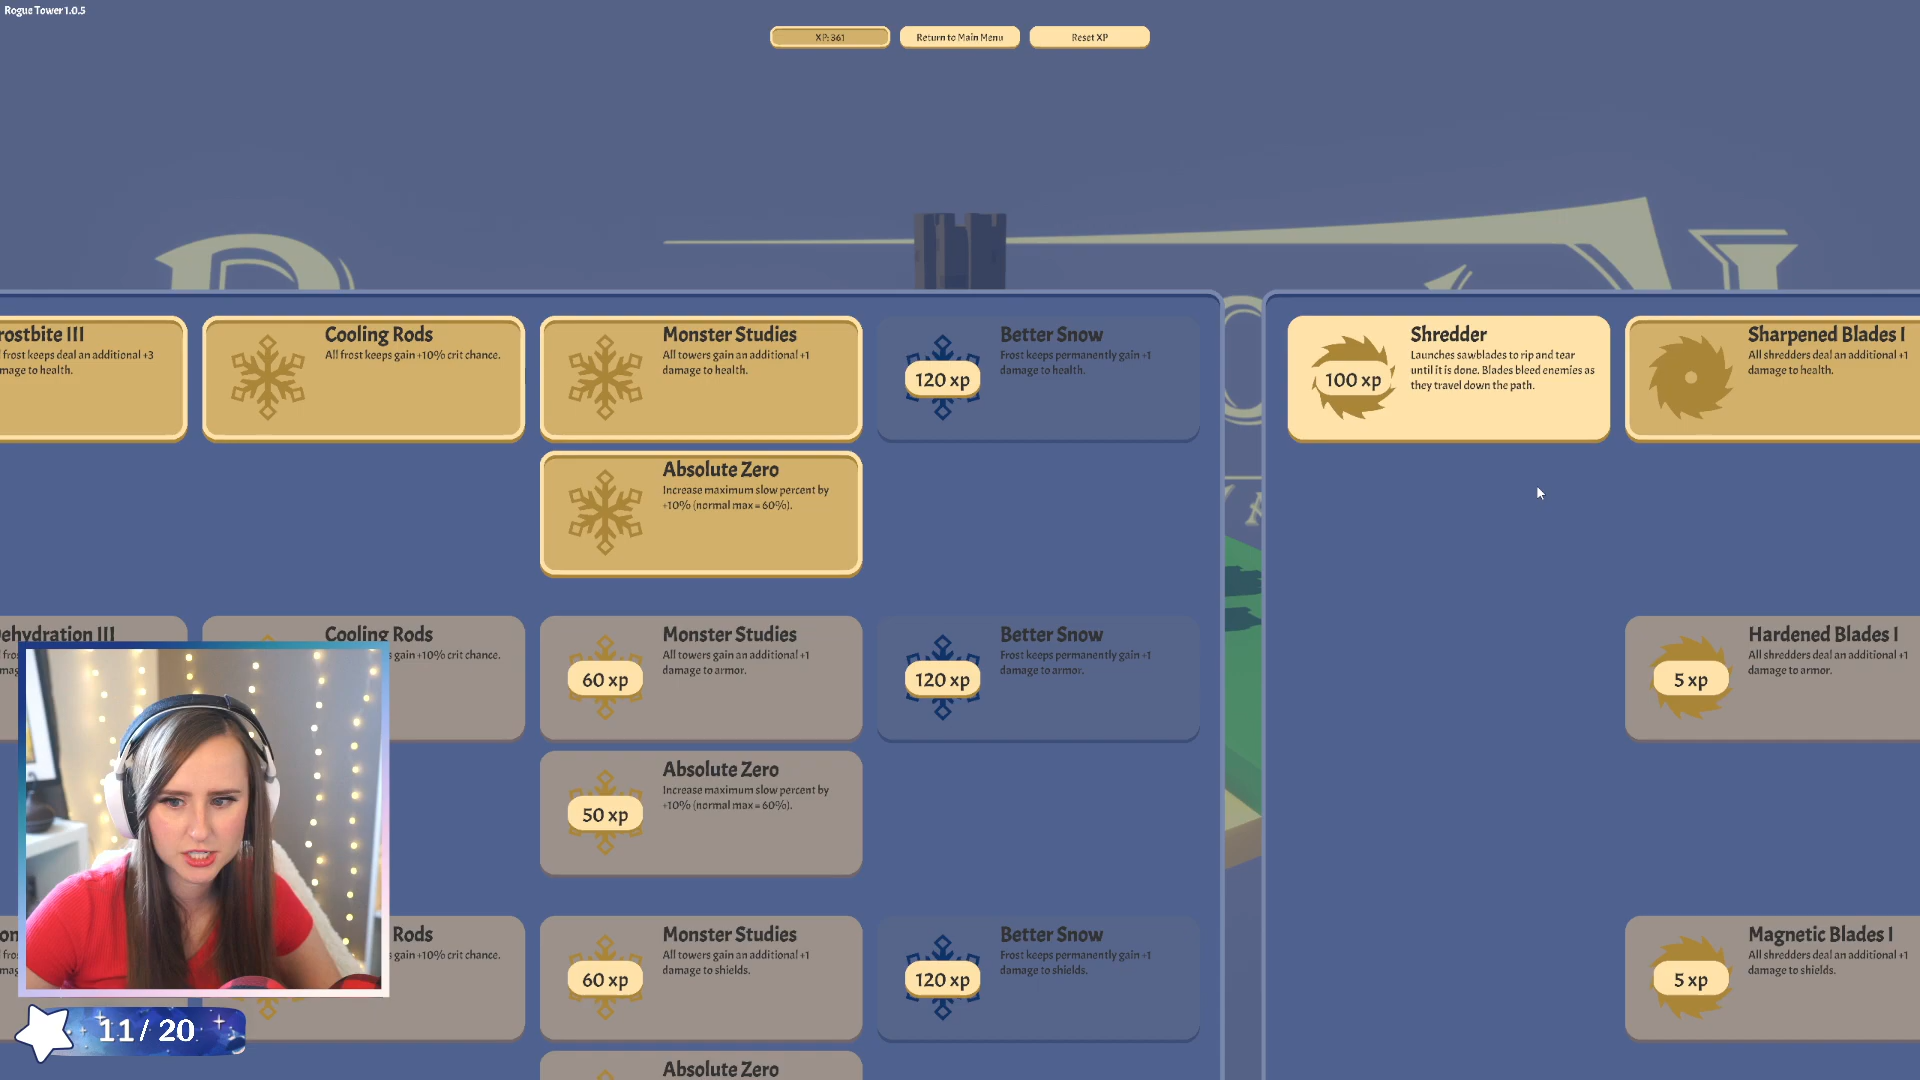 Rogue Tower 1.0.5
XP: 361
Return to Main Menu
Reset XP
rostbite III
frost keeps deal an additional +3
mage to health.
Cooling Rods
All frost keeps gain +10% crit chance.
Monster Studies
All towers gain an additional +1
damage to health.
120 xp
Better Snow
Frost keeps permanently gain +1
damage to health.
100 xp
Shredder
Launches sawblades to rip and tear
until it is done. Blades bleed enemies as
they travel down the path.
Sharpened Blades I
All shredders deal an additional +1
damage to health.
Absolute Zero
Increase maximum slow percent by
+10% (normal max = 60%).
ehydration III
Cooling Rods
gain +10% crit chance.
60 xp
Monster Studies
All towers gain an additional +1
damage to armor.
120 xp
Better Snow
Frost keeps permanently gain +1
damage to armor.
5 xp
Hardened Blades I
All shredders deal an additional +1
damage to armor.
50 xp
Absolute Zero
Increase maximum slow percent by
+10% (normal max = 60%).
Rods
gain +10% crit chance.
60 xp
Monster Studies
All towers gain an additional +1
damage to shields.
120 xp
Better Snow
Frost keeps permanently gain +1
damage to shields.
5 xp
Magnetic Blades I
All shredders deal an additional +1
damage to shields.
11 / 20
Absolute Zero